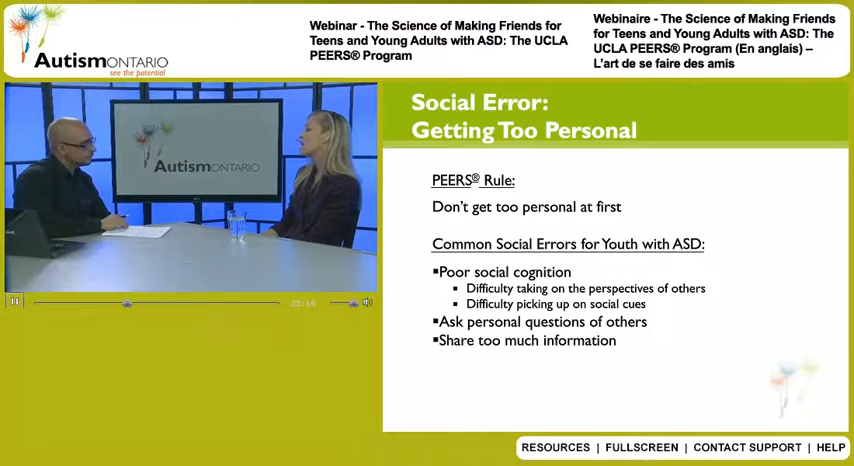 AutismONTARIO
see the potential
Webinar - The Science of Making Friends for
Teens and Young Adults with ASD: The UCLA
PEERS® Program
Webinaire - The Science of Making Friends
for Teens and Young Adults with ASD: The
UCLA PEERS® Program (En anglais) –
L'art de se faire des amis
AutismONTARIO
Social Error:
Getting Too Personal
PEERS® Rule:
Don't get too personal at first
Common Social Errors for Youth with ASD:
▪Poor social cognition
▪ Difficulty taking on the perspectives of others
▪ Difficulty picking up on social cues
▪Ask personal questions of others
▪Share too much information
RESOURCES | FULLSCREEN | CONTACT SUPPORT | HELP